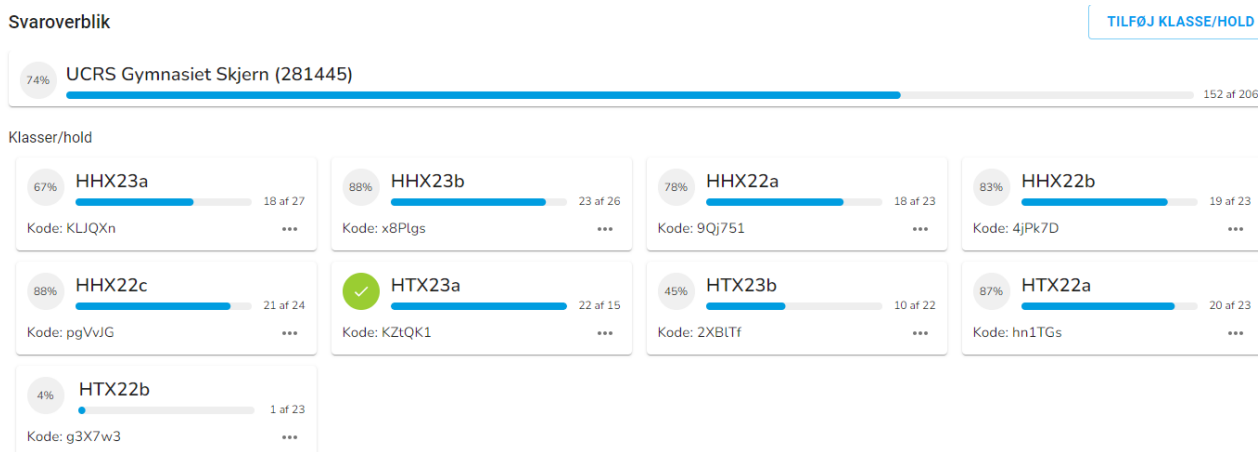 Svaroverblik
TILFØJ KLASSE/HOLD
74%
UCRS Gymnasiet Skjern (281445)
152 af 206
Klasser/hold
67%
HHX23a
18 af 27
Kode: KLJQXn
88%
HHX23b
23 af 26
Kode: x8Plgs
78%
HHX22a
18 af 23
Kode: 9Qj751
83%
HHX22b
19 af 23
Kode: 4jPk7D
88%
HHX22c
21 af 24
Kode: pgVvJG
HTX23a
22 af 15
Kode: KZtQK1
45%
HTX23b
10 af 22
Kode: 2XBlTf
87%
HTX22a
20 af 23
Kode: hn1TGs
4%
HTX22b
1 af 23
Kode: g3X7w3